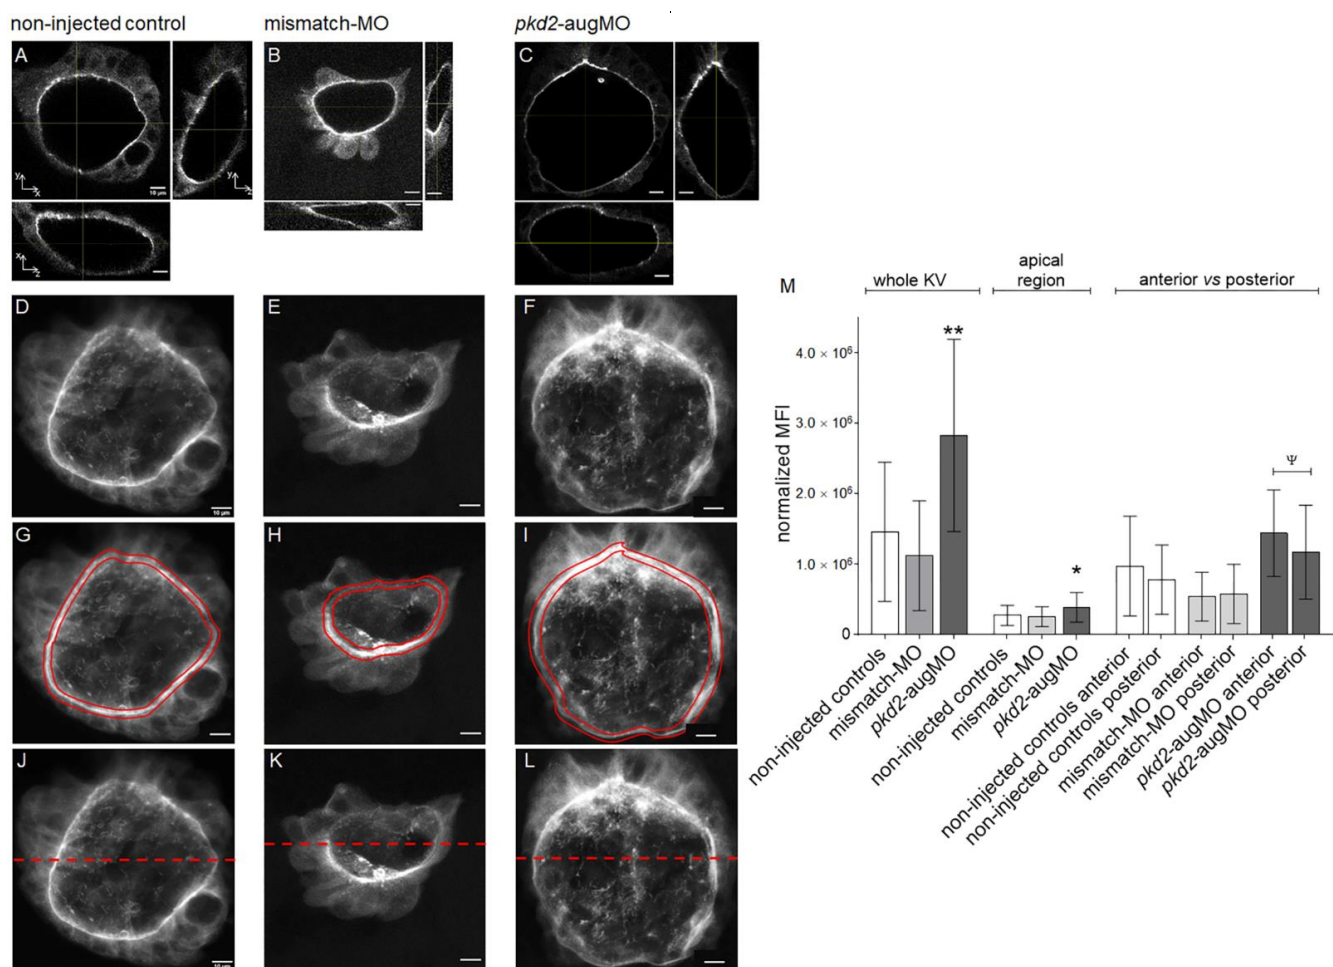 non-injected control
mismatch-MO
pkd2-augMO
A
y
x
10 μm
y
z
x
z
B
C
D
10 μm
E
F
G
H
I
J
10 μm
K
L
M
whole KV
apical
region
anterior vs posterior
normalized MFI
4.0 × 10⁶
3.0 × 10⁶
2.0 × 10⁶
1.0 × 10⁶
0
**
*
Ψ
non-injected controls
mismatch-MO
pkd2-augMO
non-injected controls
mismatch-MO
pkd2-augMO
non-injected controls anterior
non-injected controls posterior
mismatch-MO anterior
mismatch-MO posterior
pkd2-augMO anterior
pkd2-augMO posterior